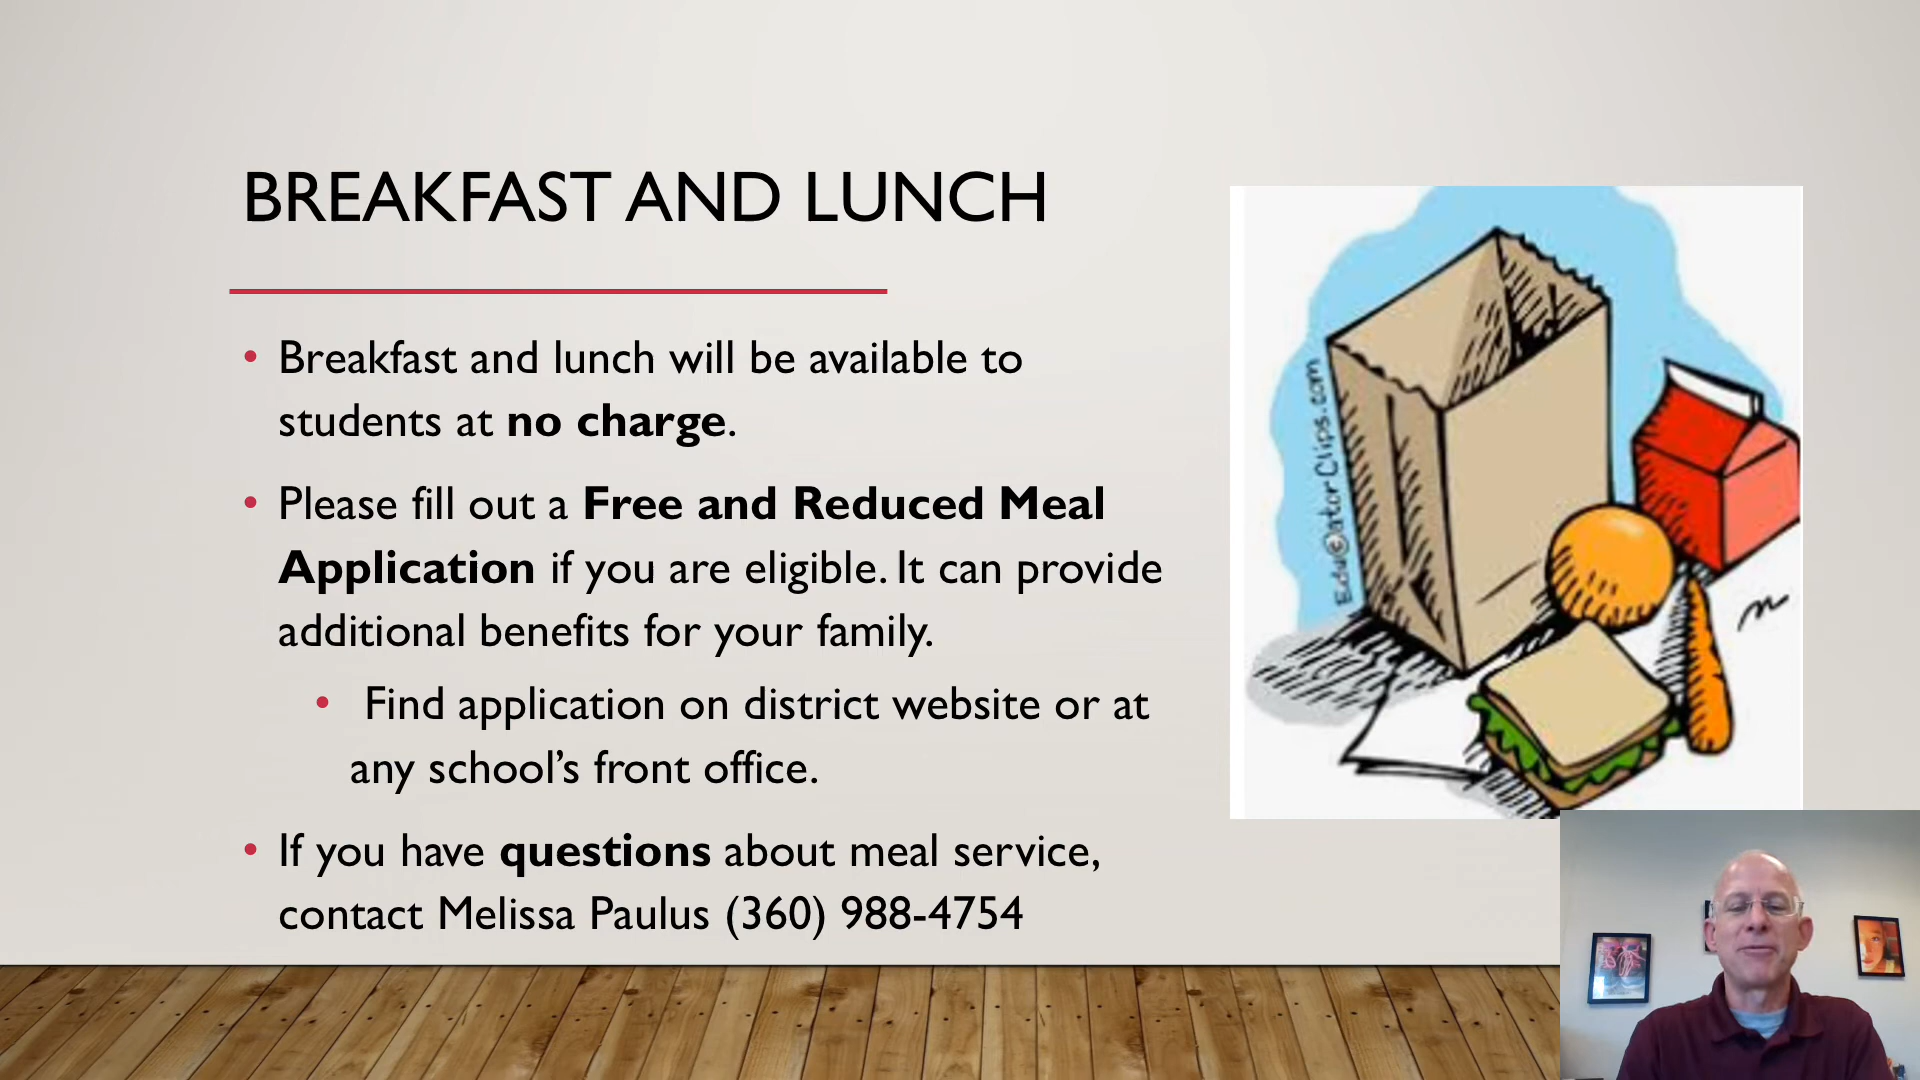 BREAKFAST AND LUNCH
• Breakfast and lunch will be available to
students at no charge.
• Please fill out a Free and Reduced Meal
Application if you are eligible. It can provide
additional benefits for your family.
• Find application on district website or at
any school’s front office.
• If you have questions about meal service,
contact Melissa Paulus (360) 988-4754
Edu©atorClips.com